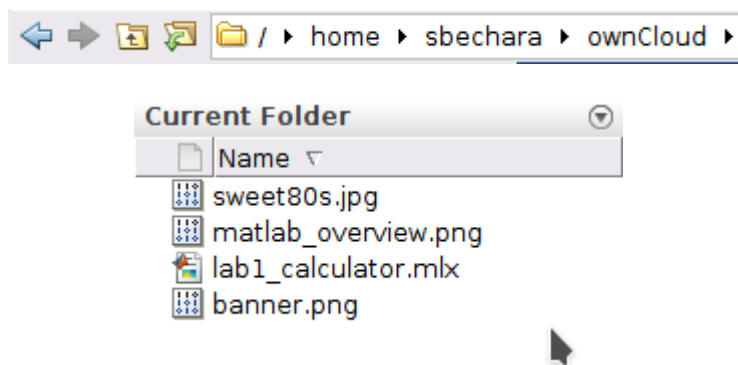 / home sbechara ownCloud
Current Folder
Name
sweet80s.jpg
matlab_overview.png
lab1_calculator.mlx
banner.png